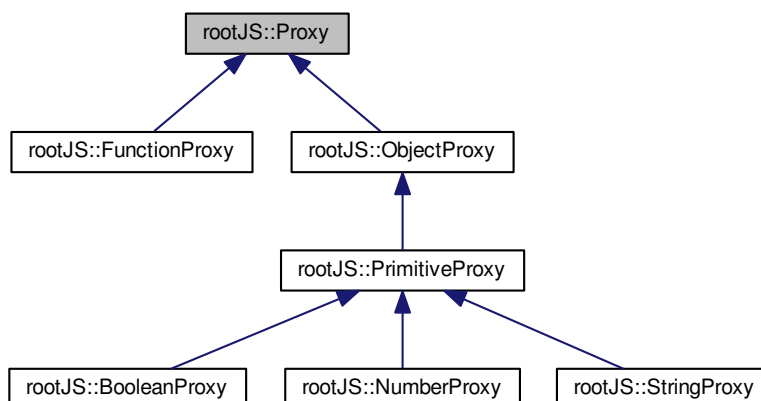 rootJS::Proxy
rootJS::FunctionProxy
rootJS::ObjectProxy
rootJS::PrimitiveProxy
rootJS::BooleanProxy
rootJS::NumberProxy
rootJS::StringProxy